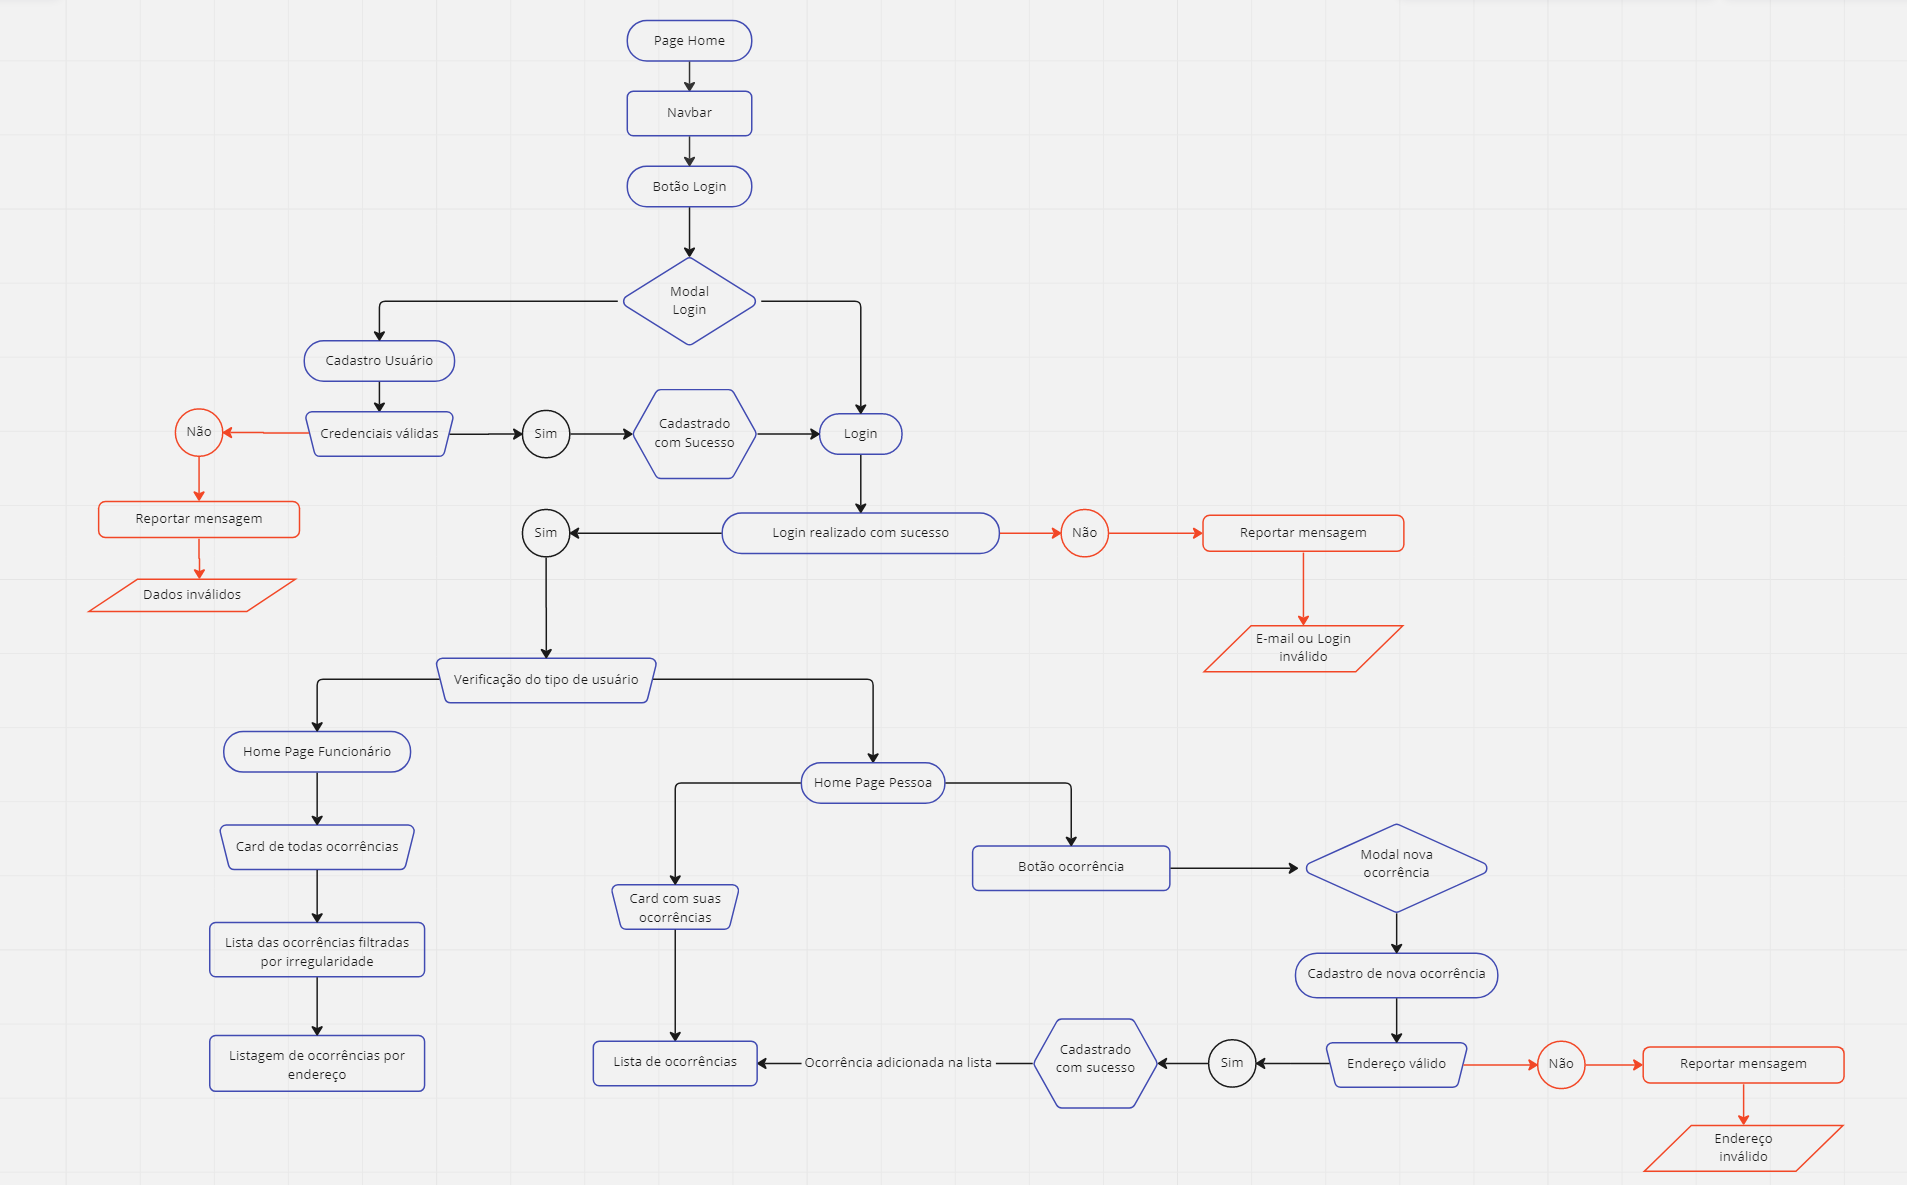 Page Home
Navbar
Botão Login
Modal
Login
Cadastro Usuário
Não
Credenciais válidas
Sim
Cadastrado
com Sucesso
Login
Reportar mensagem
Dados inválidos
Sim
Login realizado com sucesso
Não
Reportar mensagem
E-mail ou Login
inválido
Verificação do tipo de usuário
Home Page Funcionário
Card de todas ocorrências
Lista das ocorrências filtradas
por irregularidade
Listagem de ocorrências por
endereço
Home Page Pessoa
Card com suas
ocorrências
Lista de ocorrências
Botão ocorrência
Modal nova
ocorrência
Cadastro de nova ocorrência
Endereço válido
Sim
Cadastrado
com sucesso
Ocorrência adicionada na lista
Não
Reportar mensagem
Endereço
inválido